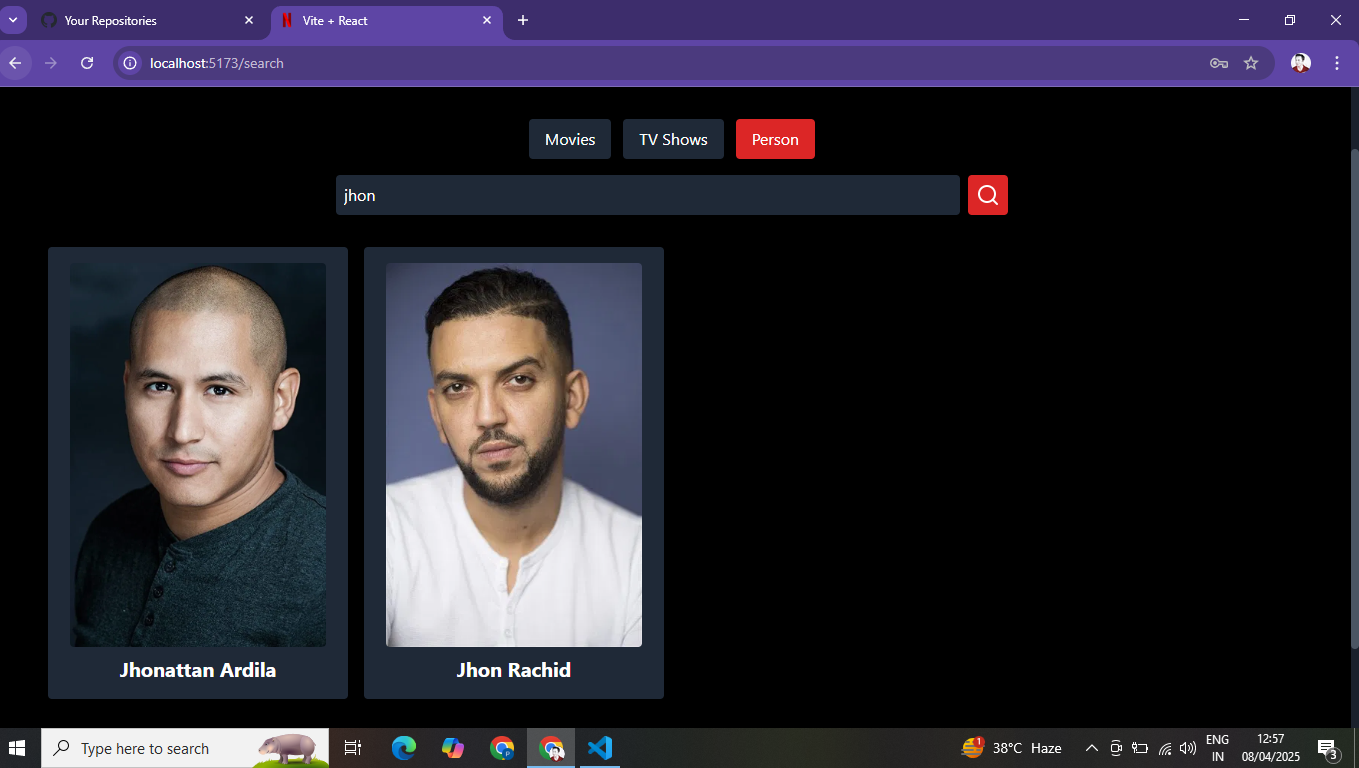 Your Repositories
Vite + React
localhost:5173/search
Movies
TV Shows
Person
jhon
Jhonattan Ardila
Jhon Rachid
Type here to search
P
1
38°C Haze
ENG
IN
12:57
08/04/2025
3